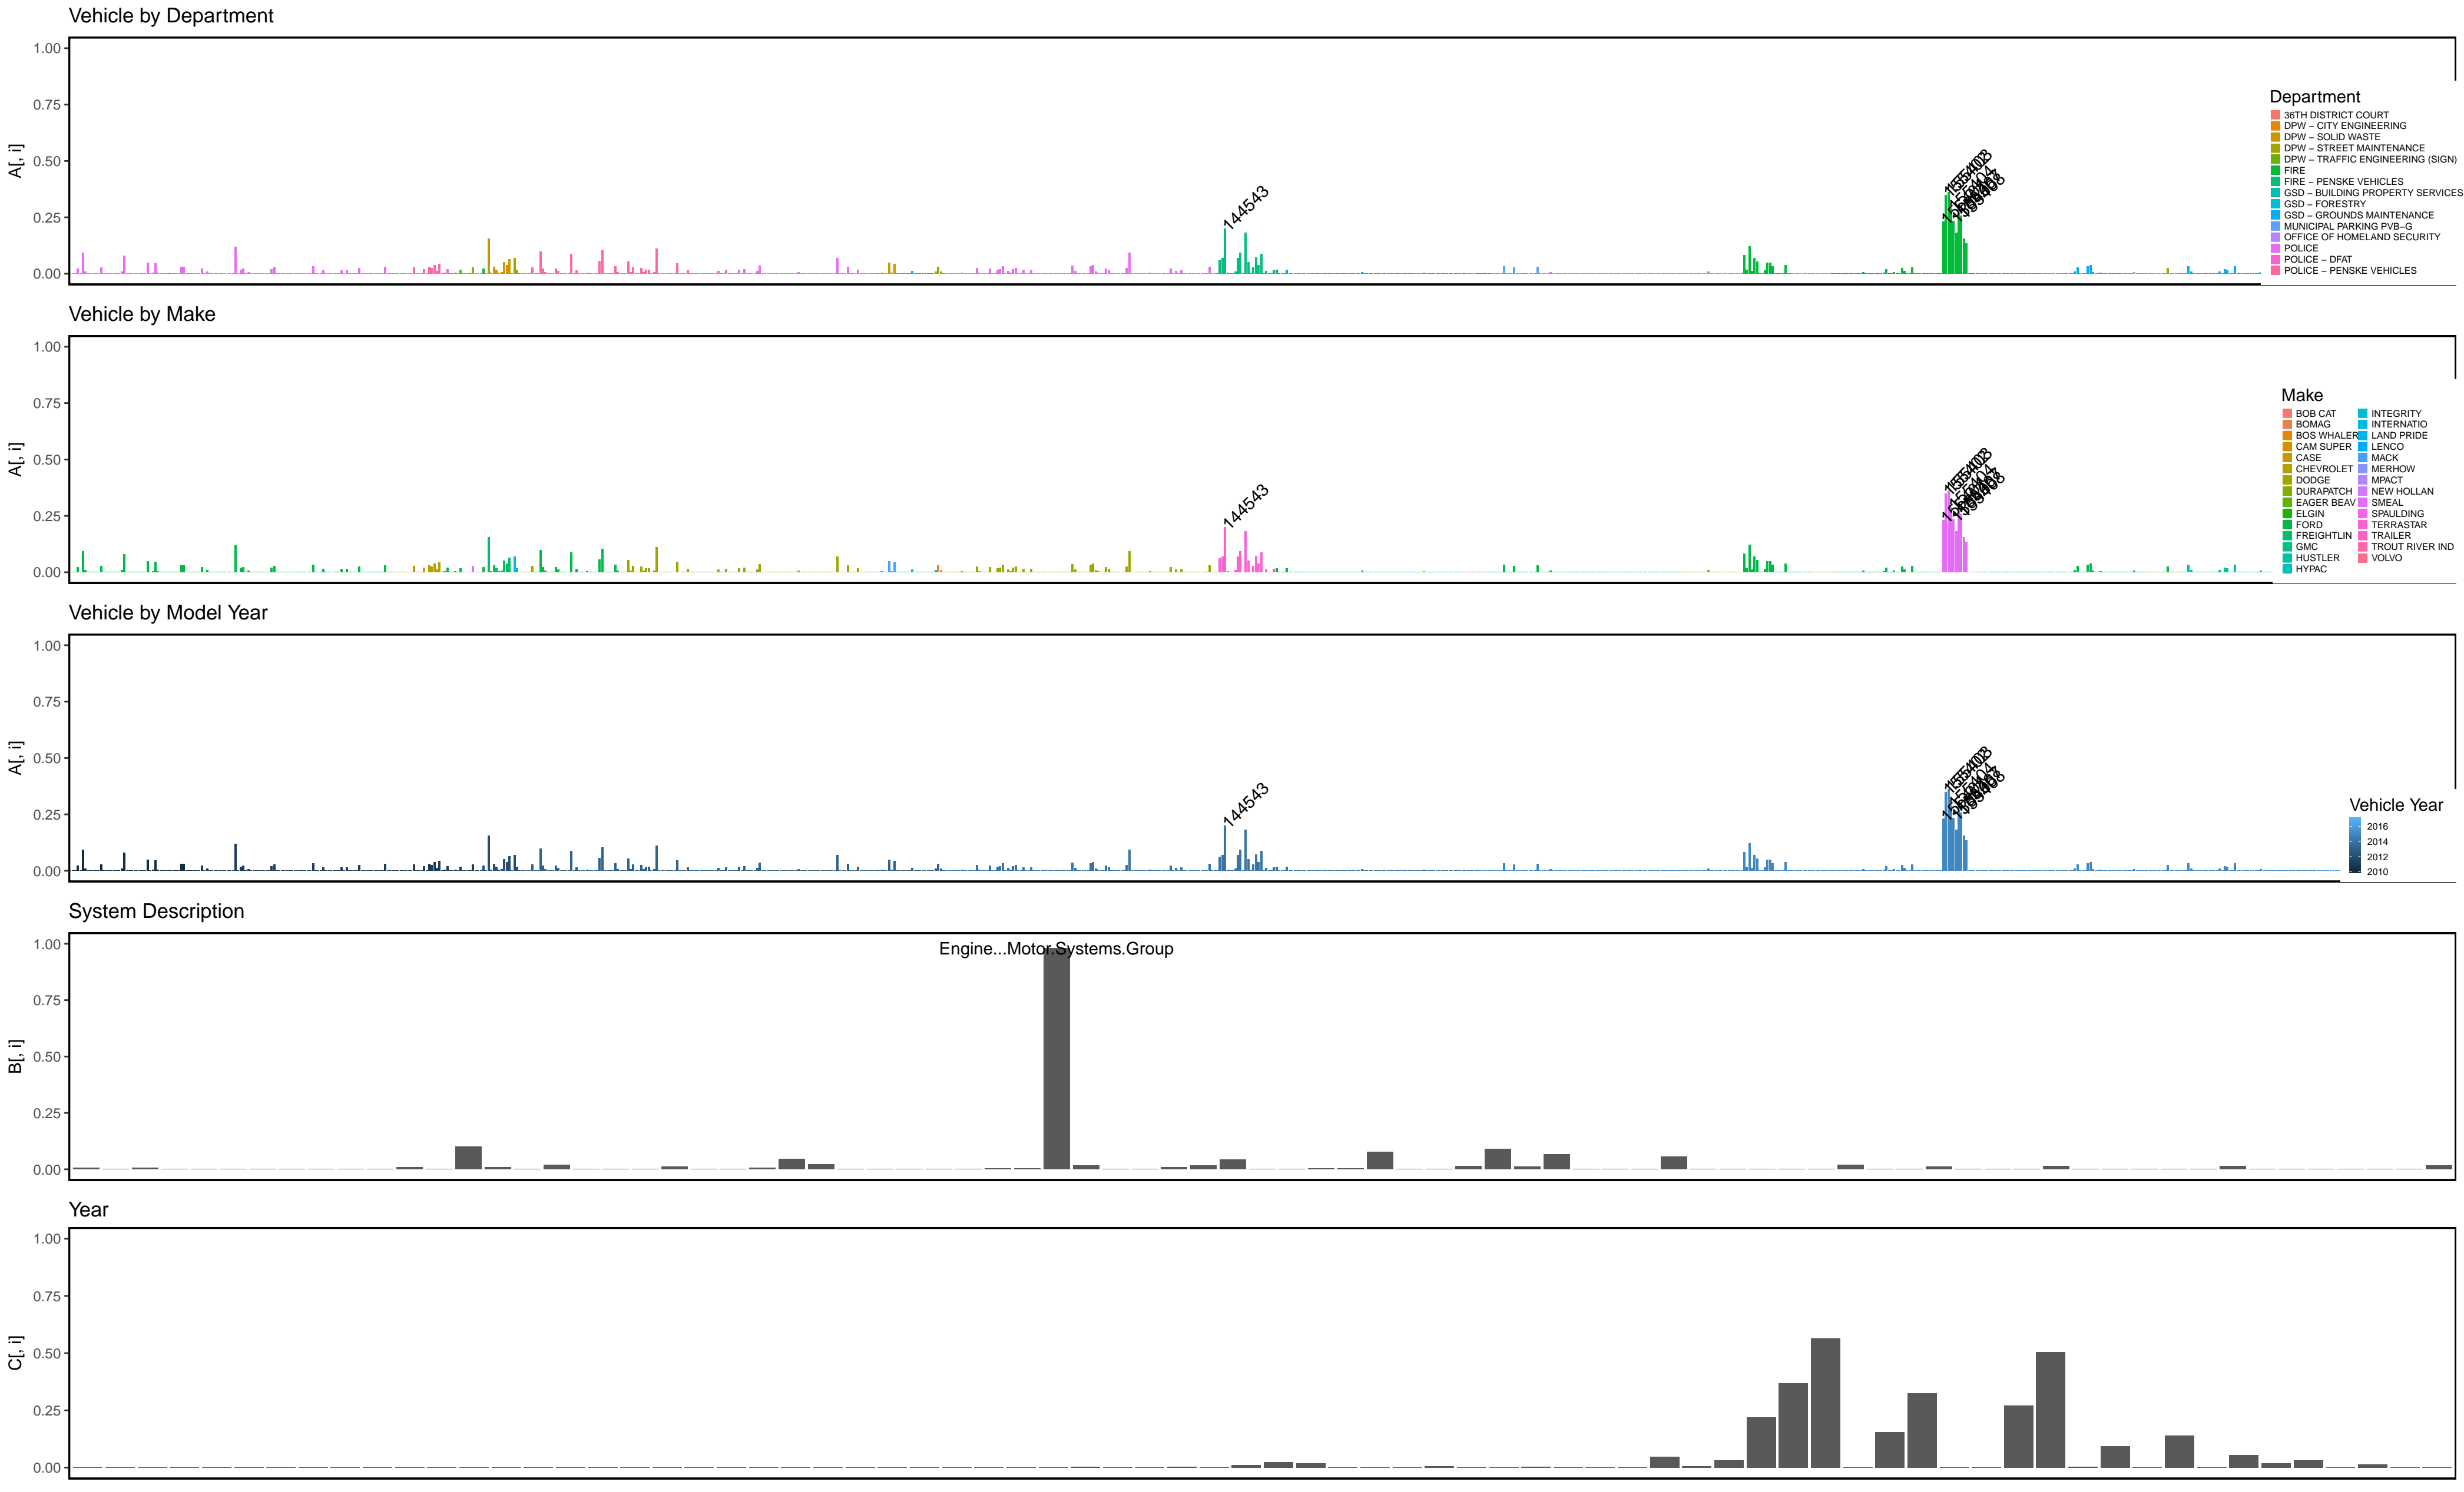 Vehicle by Department
1.00
0.75
0.50
0.25
0.00
A[, i]
144543
Department
36TH DISTRICT COURT
DPW – CITY ENGINEERING
DPW – SOLID WASTE
DPW – STREET MAINTENANCE
DPW – TRAFFIC ENGINEERING (SIGN)
FIRE
FIRE – PENSKE VEHICLES
GSD – BUILDING PROPERTY SERVICES
GSD – FORESTRY
GSD – GROUNDS MAINTENANCE
MUNICIPAL PARKING PVB–G
OFFICE OF HOMELAND SECURITY
POLICE
POLICE – DFAT
POLICE – PENSKE VEHICLES
Vehicle by Make
1.00
0.75
0.50
0.25
0.00
A[, i]
144543
Make
BOB CAT INTEGRITY
BOMAG INTERNATIO
BOS WHALER LAND PRIDE
CAM SUPER LENCO
CASE MACK
CHEVROLET MERHOW
DODGE MPACT
DURAPATCH NEW HOLLAN
EAGER BEAV SMEAL
ELGIN SPAULDING
FORD TERRASTAR
FREIGHTLIN TRAILER
GMC TROUT RIVER IND
HUSTLER VOLVO
HYPAC
Vehicle by Model Year
1.00
0.75
0.50
0.25
0.00
A[, i]
144543
Vehicle Year
2016
2014
2012
2010
System Description
1.00
0.75
0.50
0.25
0.00
B[, i]
Engine...Motor.Systems.Group
Year
1.00
0.75
0.50
0.25
0.00
C[, i]